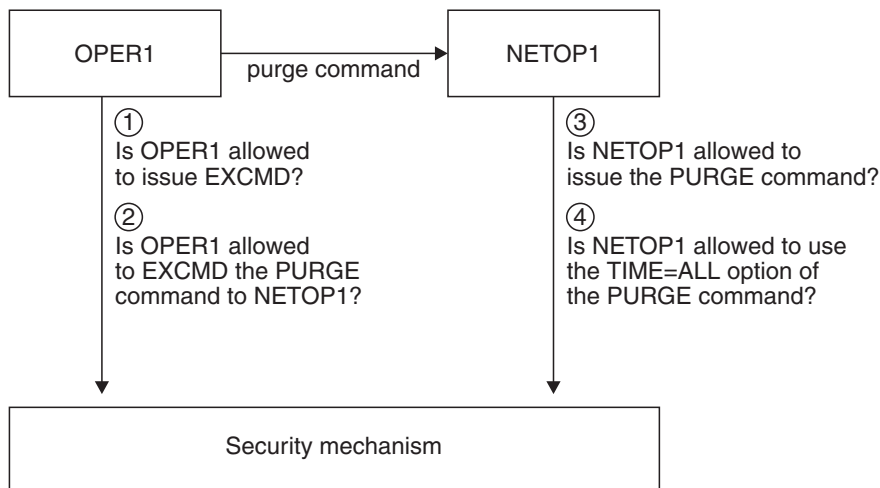 OPER1
purge command
NETOP1
①
Is OPER1 allowed
to issue EXCMD?
②
Is OPER1 allowed
to EXCMD the PURGE
command to NETOP1?
③
Is NETOP1 allowed to
issue the PURGE command?
④
Is NETOP1 allowed to use
the TIME=ALL option of
the PURGE command?
Security mechanism